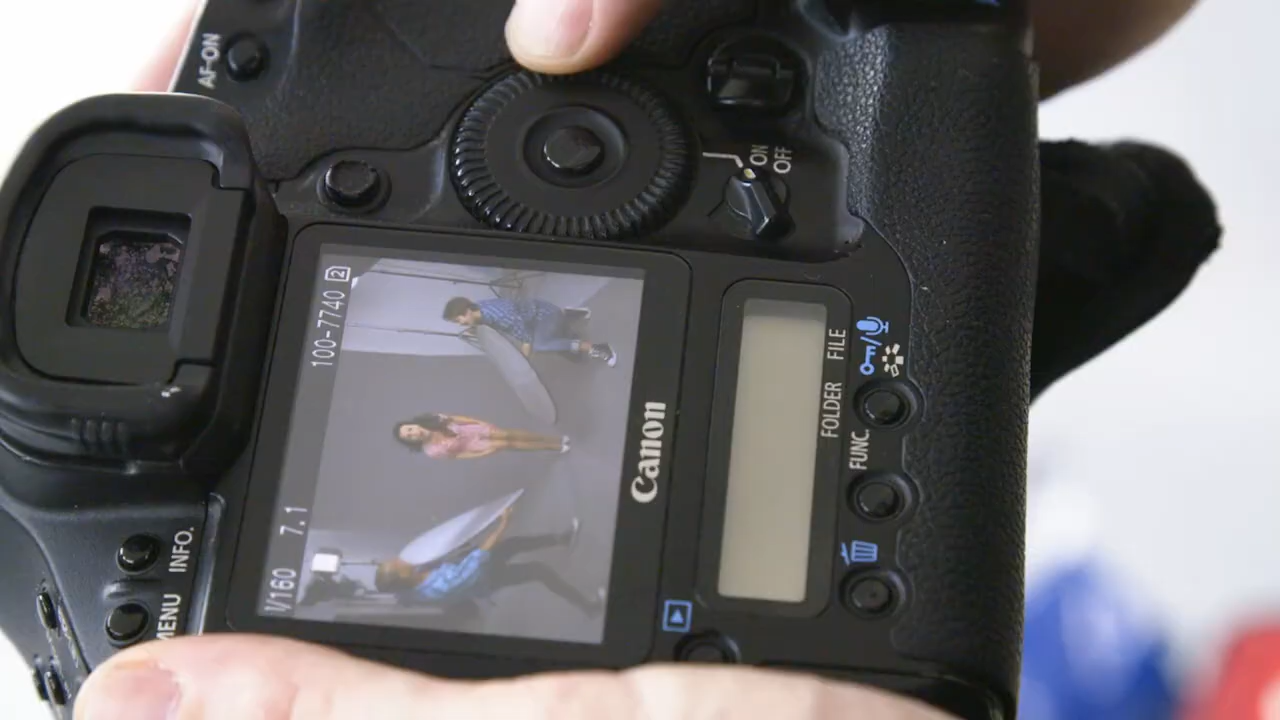 AF-ON
ON
OFF
100-7740 2
1/160 7.1
Canon
FILE
FOLDER
FUNC.
INFO.
MENU